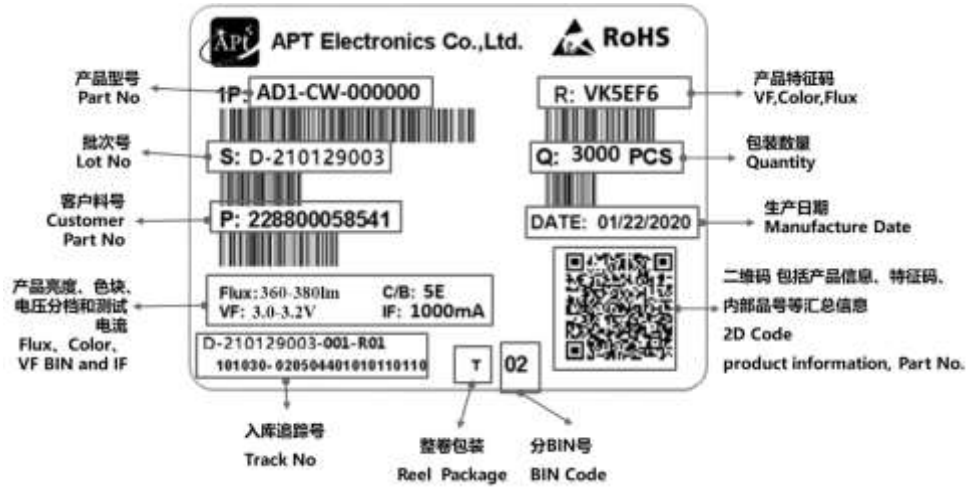 APT
APT Electronics Co.,Ltd.
RoHS
产品型号
Part No
1P: AD1-CW-000000
R: VK5EF6
产品特征码
VF,Color,Flux
批次号
Lot No
S: D-210129003
Q: 3000 PCS
包装数量
Quantity
客户料号
Customer
Part No
P: 228800058541
DATE: 01/22/2020
生产日期
Manufacture Date
产品亮度、色块、
电压分档和测试
电流
Flux、Color、
VF BIN and IF
Flux:360-380lm
C/B: 5E
VF: 3.0-3.2V
IF: 1000mA
二维码 包括产品信息、特征码、
内部品号等汇总信息
2D Code
product information, Part No.
D-210129003-001-R01
101030-020504401010110110
T
02
入库追踪号
Track No
整卷包装
Reel Package
分BIN号
BIN Code